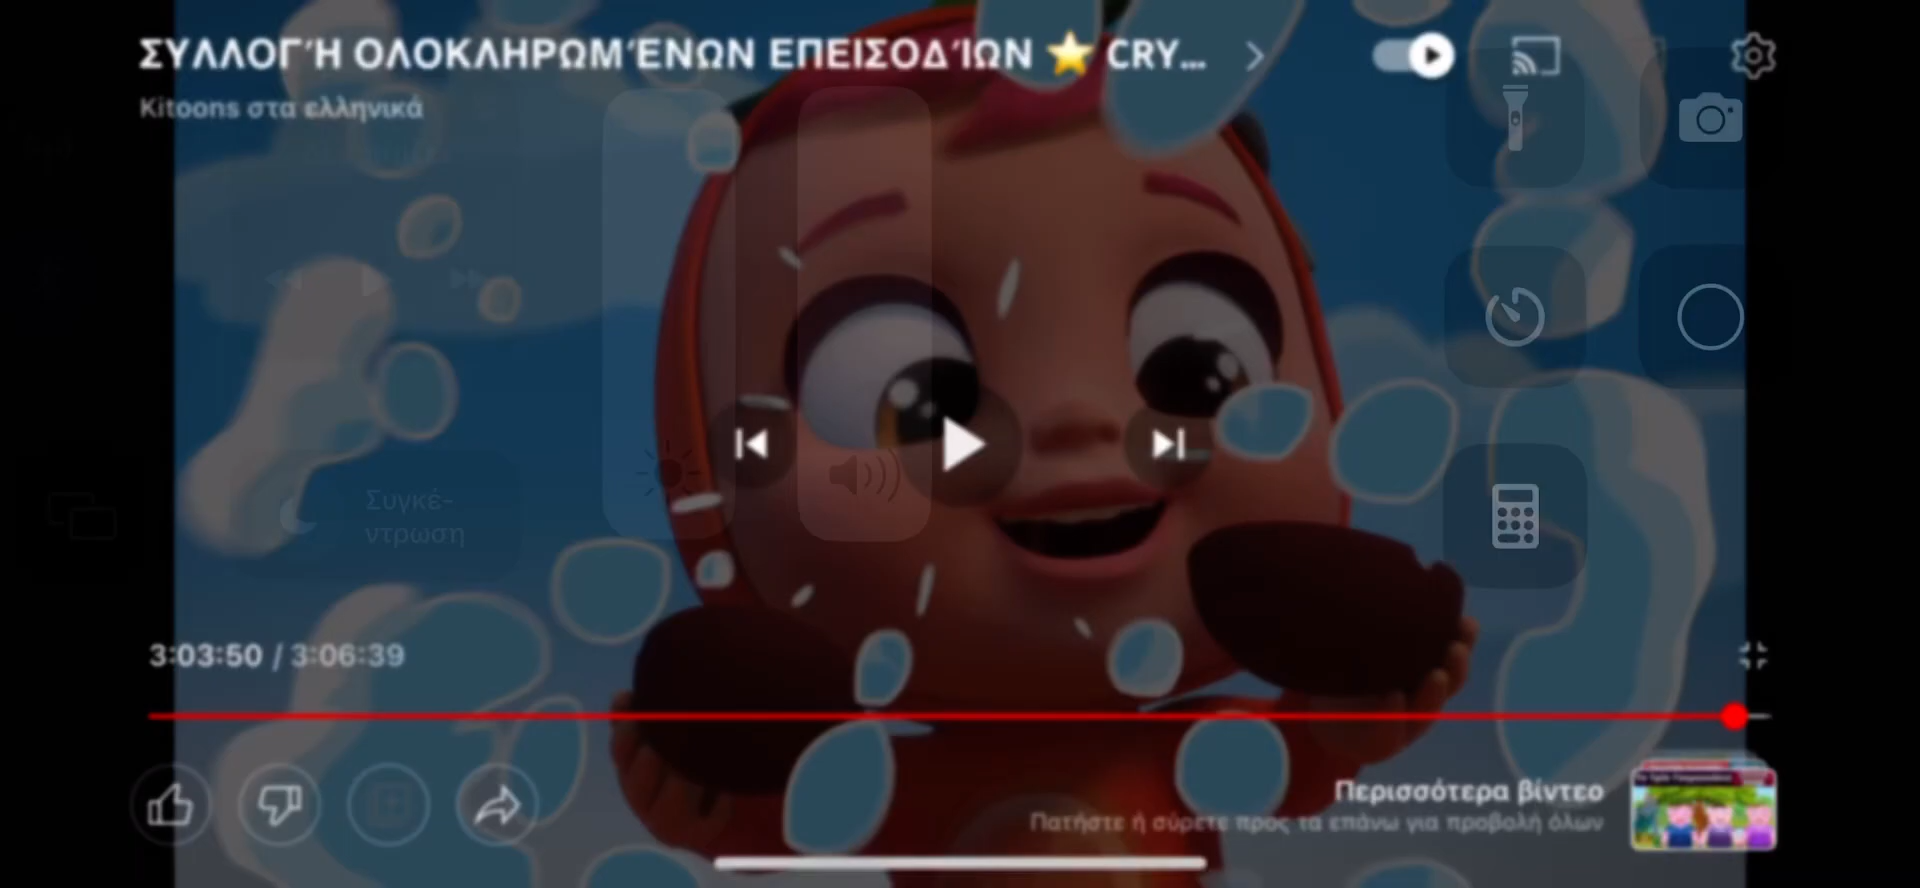 ΣΥΛΛΟΓΉ ΟΛΟΚΛΗΡΩΜΈΝΩΝ ΕΠΕΙΣΟΔΊΩΝ ⭐ CRY...
Kitoons στα ελληνικά
Συγκέ-
ντρωση
3:03:50 / 3:06:39
Περισσότερα βίντεο
Πατήστε ή σύρετε προς τα επάνω για προβολή όλων